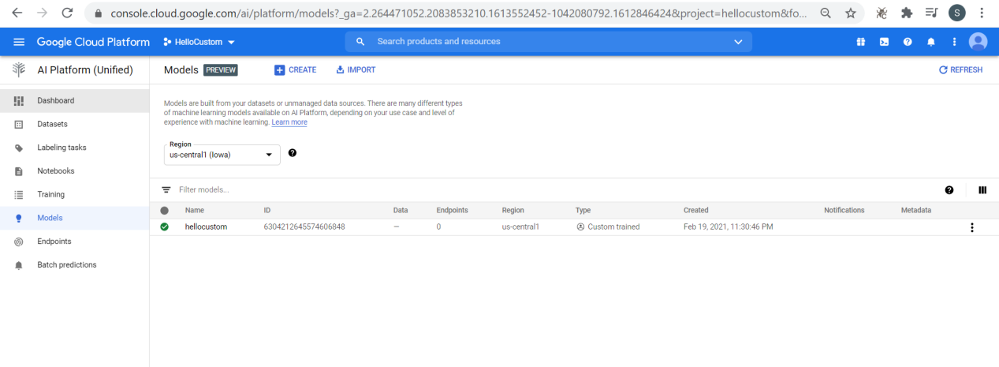 console.cloud.google.com/ai/platform/models?_ga=2.264471052.2083853210.1613552452-1042080792.1612846424&project=hellocustom&fo...
S
Google Cloud Platform
HelloCustom
Search products and resources
AI Platform (Unified)
Models PREVIEW
CREATE
IMPORT
REFRESH
Dashboard
Datasets
Labeling tasks
Notebooks
Training
Models
Endpoints
Batch predictions
Models are built from your datasets or unmanaged data sources. There are many different types
of machine learning models available on AI Platform, depending on your use case and level of
experience with machine learning. Learn more
Region
us-central1 (Iowa)
Filter models...
Name ID Data Endpoints Region Type Created Notifications Metadata
hellocustom 6304212645574606848 — 0 us-central1 Custom trained Feb 19, 2021, 11:30:46 PM